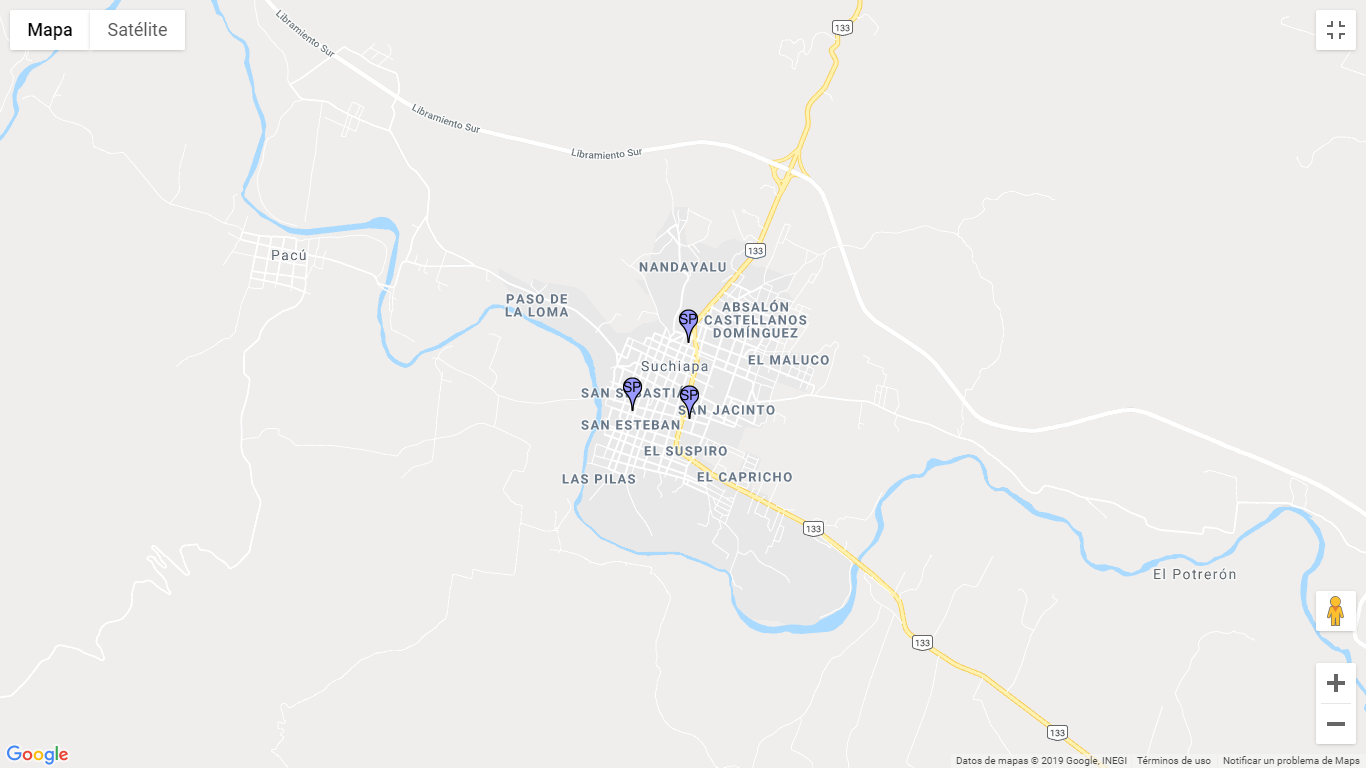 Mapa
Satélite
133
Libramiento Sur
Libramiento Sur
Libramiento Sur
133
Pacú
NANDAYALU
PASO DE
LA LOMA
ABSALÓN
CASTELLANOS
DOMÍNGUEZ
SP
EL MALUCO
Suchiapa
SP
SAN SEBASTIÁ
SP
SAN JACINTO
SAN ESTEBAN
EL SUSPIRO
LAS PILAS
EL CAPRICHO
133
El Potrerón
133
133
Google
Datos de mapas © 2019 Google, INEGI
Términos de uso
Notificar un problema de Maps